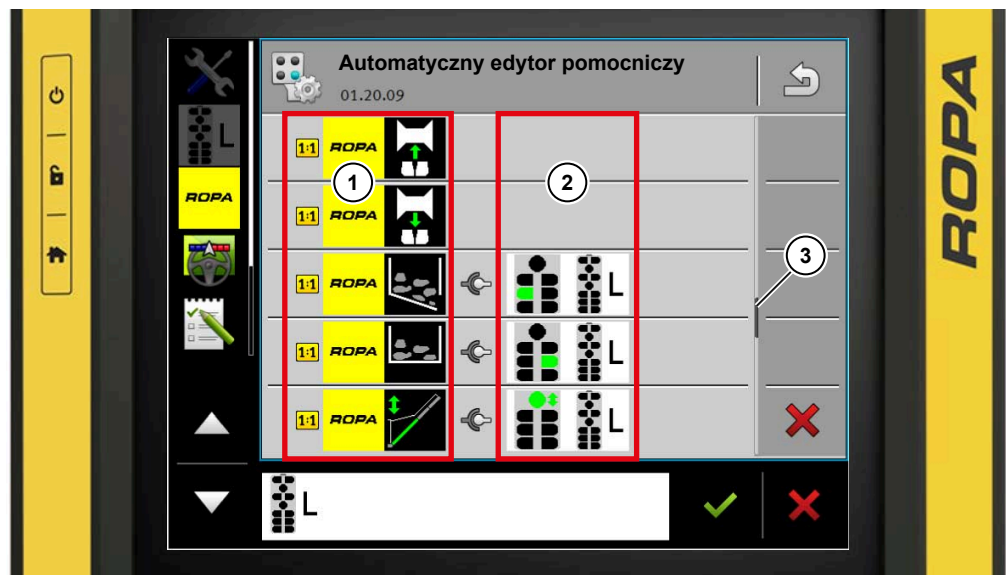 Automatyczny edytor pomocniczy
01.20.09
L
ROPA
1:1 ROPA
1
2
1:1 ROPA
3
1:1 ROPA L
1:1 ROPA L
1:1 ROPA L
L
ROPA